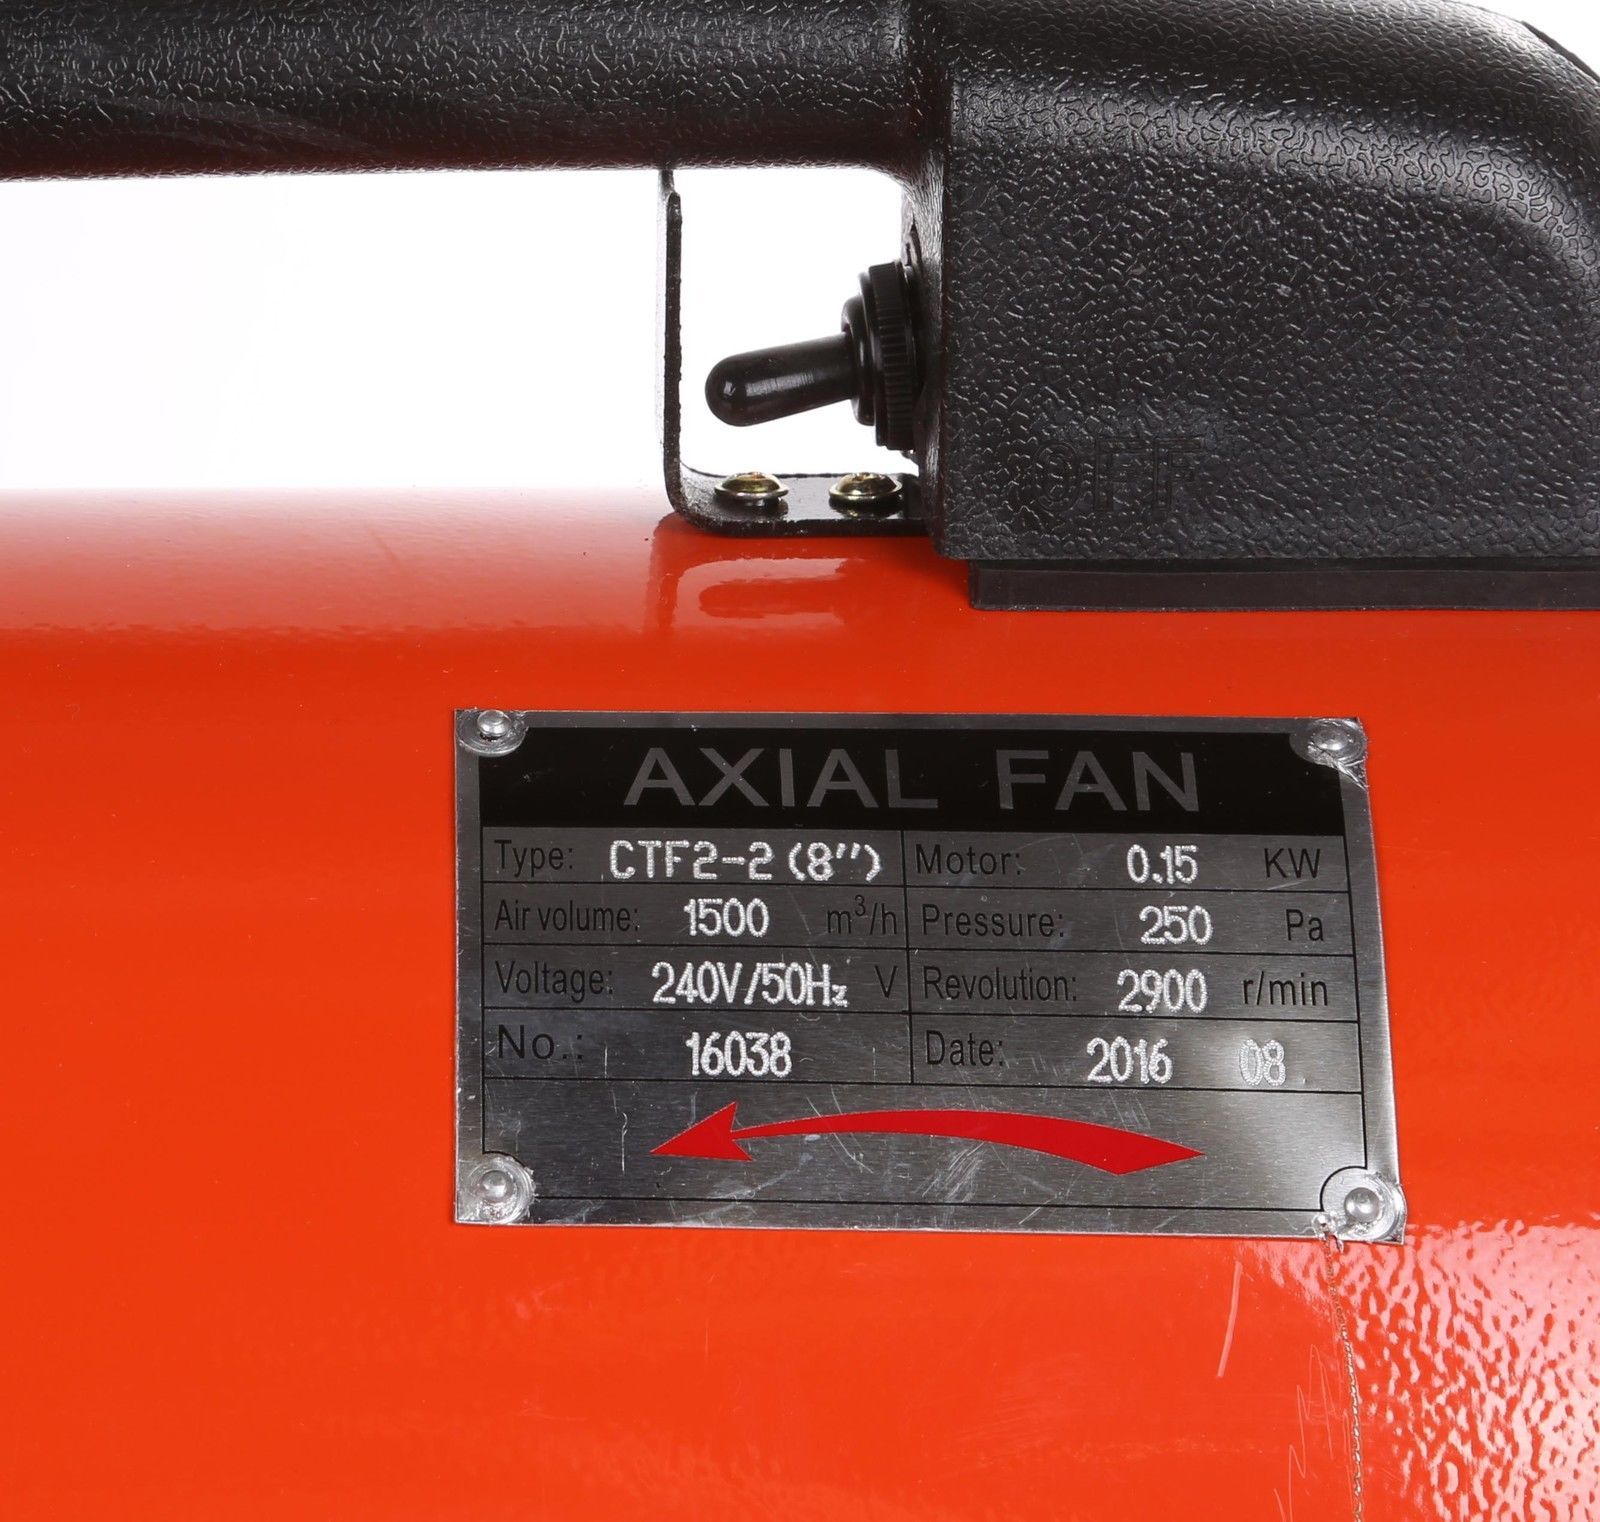 OFF
AXIAL FAN
Type: CTF2-2 (8") Motor: 0.15 KW
Air volume: 1500 m³/h Pressure: 250 Pa
Voltage: 240V/50Hz V Revolution: 2900 r/min
No.: 16038 Date: 2016 08